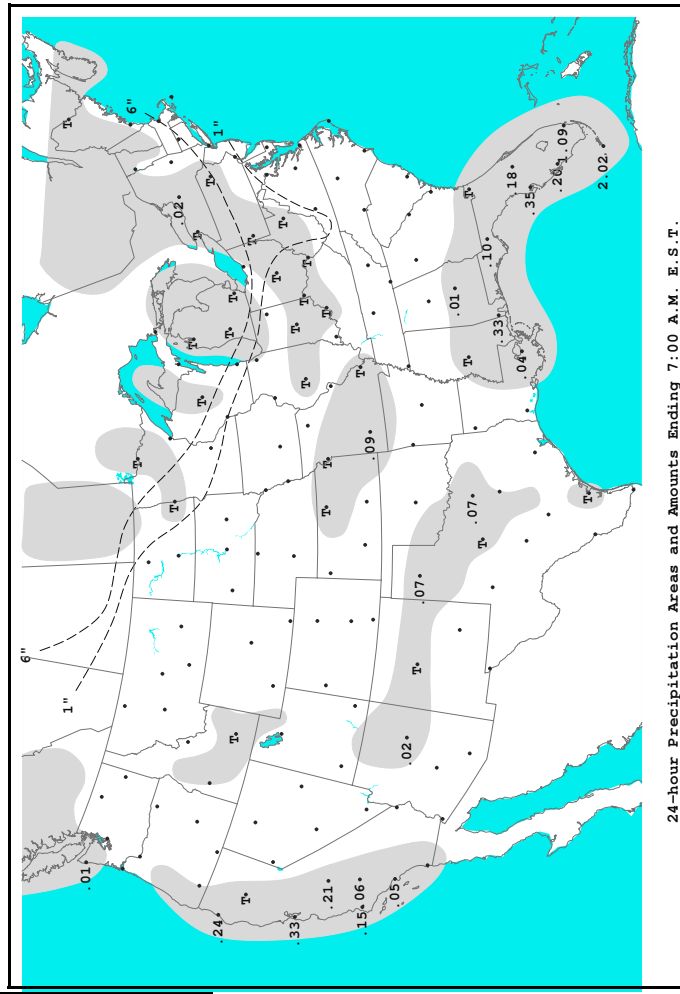 6"
T
1"
.01
6"
T
T
.02
T
T
T
T
1"
.24
T
T
T
T
T
T
T
.33
T
T
T
T
T
T
.21
.06
T
.15
.09
.05
.02
T
.07
.01
T
T
.07
T
.10
.33
.18
.04
.35
1.09
T
2.02
24-hour Precipitation Areas and Amounts Ending 7:00 A.M. E.S.T.